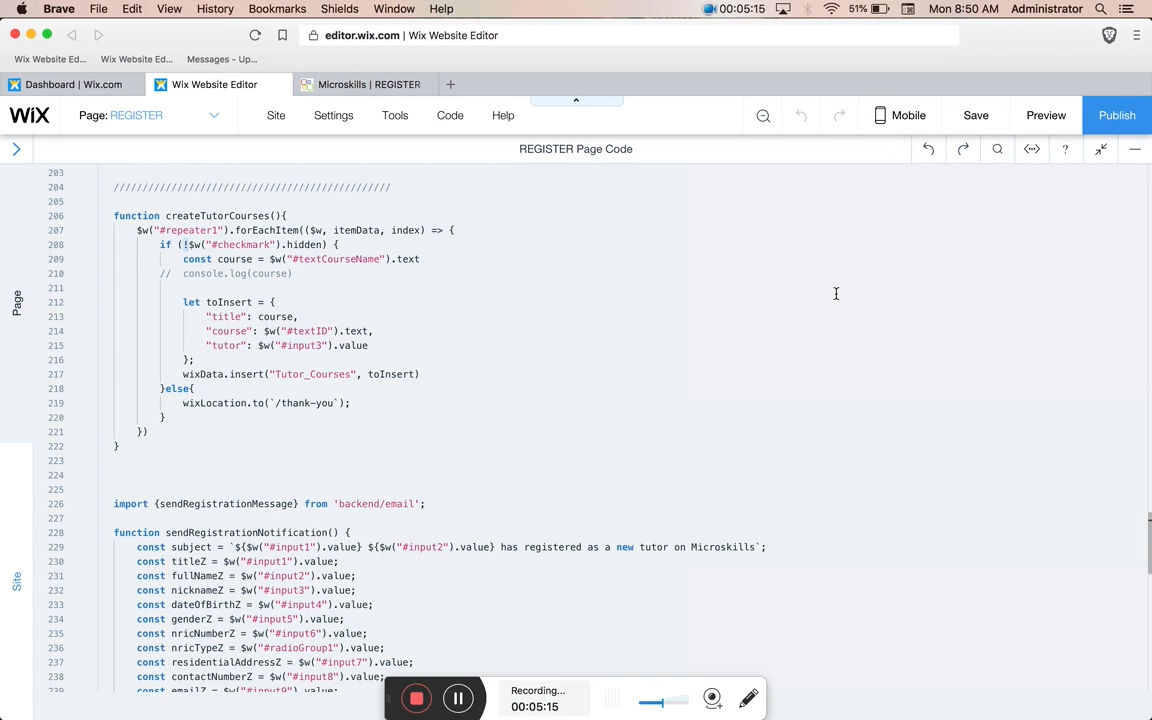 Brave File Edit View History Bookmarks Shields Window Help 00:05:15 51% Mon 8:50 AM Administrator
editor.wix.com | Wix Website Editor
Wix Website Ed... Wix Website Ed... Messages - Up...
Dashboard | Wix.com Wix Website Editor Microskills | REGISTER
WiX Page: REGISTER Site Settings Tools Code Help Mobile Save Preview Publish
REGISTER Page Code ?
203
204 ////////////////////////////////////////////////
205
206 function createTutorCourses(){
207 $w("#repeater1").forEachItem(($w, itemData, index) => {
208 if (!$w("#checkmark").hidden) {
209 const course = $w("#textCourseName").text
210 // console.log(course)
211
212 let toInsert = {
213 "title": course,
214 "course": $w("#textID").text,
215 "tutor": $w("#input3").value
216 };
217 wixData.insert("Tutor_Courses", toInsert)
218 }else{
219 wixLocation.to(`/thank-you`);
220 }
221 })
222 }
223
224
225
226 import {sendRegistrationMessage} from 'backend/email';
227
228 function sendRegistrationNotification() {
229 const subject = `${$w("#input1").value} ${$w("#input2").value} has registered as a new tutor on Microskills`;
230 const titleZ = $w("#input1").value;
231 const fullNameZ = $w("#input2").value;
232 const nicknameZ = $w("#input3").value;
233 const dateOfBirthZ = $w("#input4").value;
234 const genderZ = $w("#input5").value;
235 const nricNumberZ = $w("#input6").value;
236 const nricTypeZ = $w("#radioGroup1").value;
237 const residentialAddressZ = $w("#input7").value;
238 const contactNumberZ = $w("#input8").value;
239 const emailZ = $w("#input9").value;
Page
Site
Recording...
00:05:15